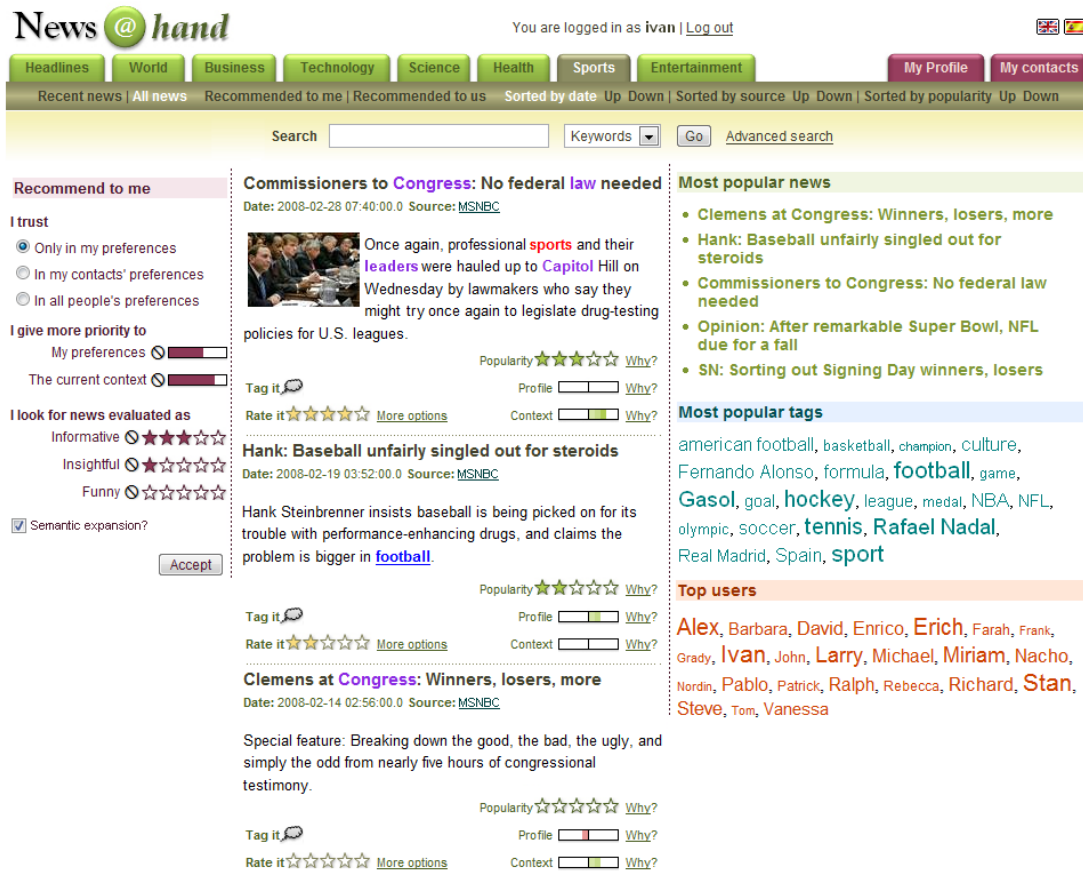 News @ hand
You are logged in as ivan | Log out
Headlines World Business Technology Science Health Sports Entertainment My Profile My contacts
Recent news | All news Recommended to me | Recommended to us Sorted by date Up Down | Sorted by source Up Down | Sorted by popularity Up Down
Search Keywords Go Advanced search
Recommend to me
I trust
Only in my preferences
In my contacts' preferences
In all people's preferences
I give more priority to
My preferences
The current context
I look for news evaluated as
Informative
Insightful
Funny
Semantic expansion?
Accept
Commissioners to Congress: No federal law needed
Date: 2008-02-28 07:40:00.0 Source: MSNBC
Once again, professional sports and their
leaders were hauled up to Capitol Hill on
Wednesday by lawmakers who say they
might try once again to legislate drug-testing
policies for U.S. leagues.
Popularity Why?
Tag it Profile
Rate it More options Context Why?
Hank: Baseball unfairly singled out for steroids
Date: 2008-02-19 03:52:00.0 Source: MSNBC
Hank Steinbrenner insists baseball is being picked on for its
trouble with performance-enhancing drugs, and claims the
problem is bigger in football.
Popularity Why?
Tag it Profile Why?
Rate it More options Context Why?
Clemens at Congress: Winners, losers, more
Date: 2008-02-14 02:56:00.0 Source: MSNBC
Special feature: Breaking down the good, the bad, the ugly, and
simply the odd from nearly five hours of congressional
testimony.
Popularity Why?
Tag it Profile Why?
Rate it More options Context Why?
Most popular news
Clemens at Congress: Winners, losers, more
Hank: Baseball unfairly singled out for
steroids
Commissioners to Congress: No federal law
needed
Opinion: After remarkable Super Bowl, NFL
due for a fall
SN: Sorting out Signing Day winners, losers
Most popular tags
american football, basketball, champion, culture,
Fernando Alonso, formula, football, game,
Gasol, goal, hockey, league, medal, NBA, NFL,
olympic, soccer, tennis, Rafael Nadal,
Real Madrid, Spain, sport
Top users
Alex, Barbara, David, Enrico, Erich, Farah, Frank,
Grady, Ivan, John, Larry, Michael, Miriam, Nacho,
Nordin, Pablo, Patrick, Ralph, Rebecca, Richard, Stan,
Steve, Tom, Vanessa